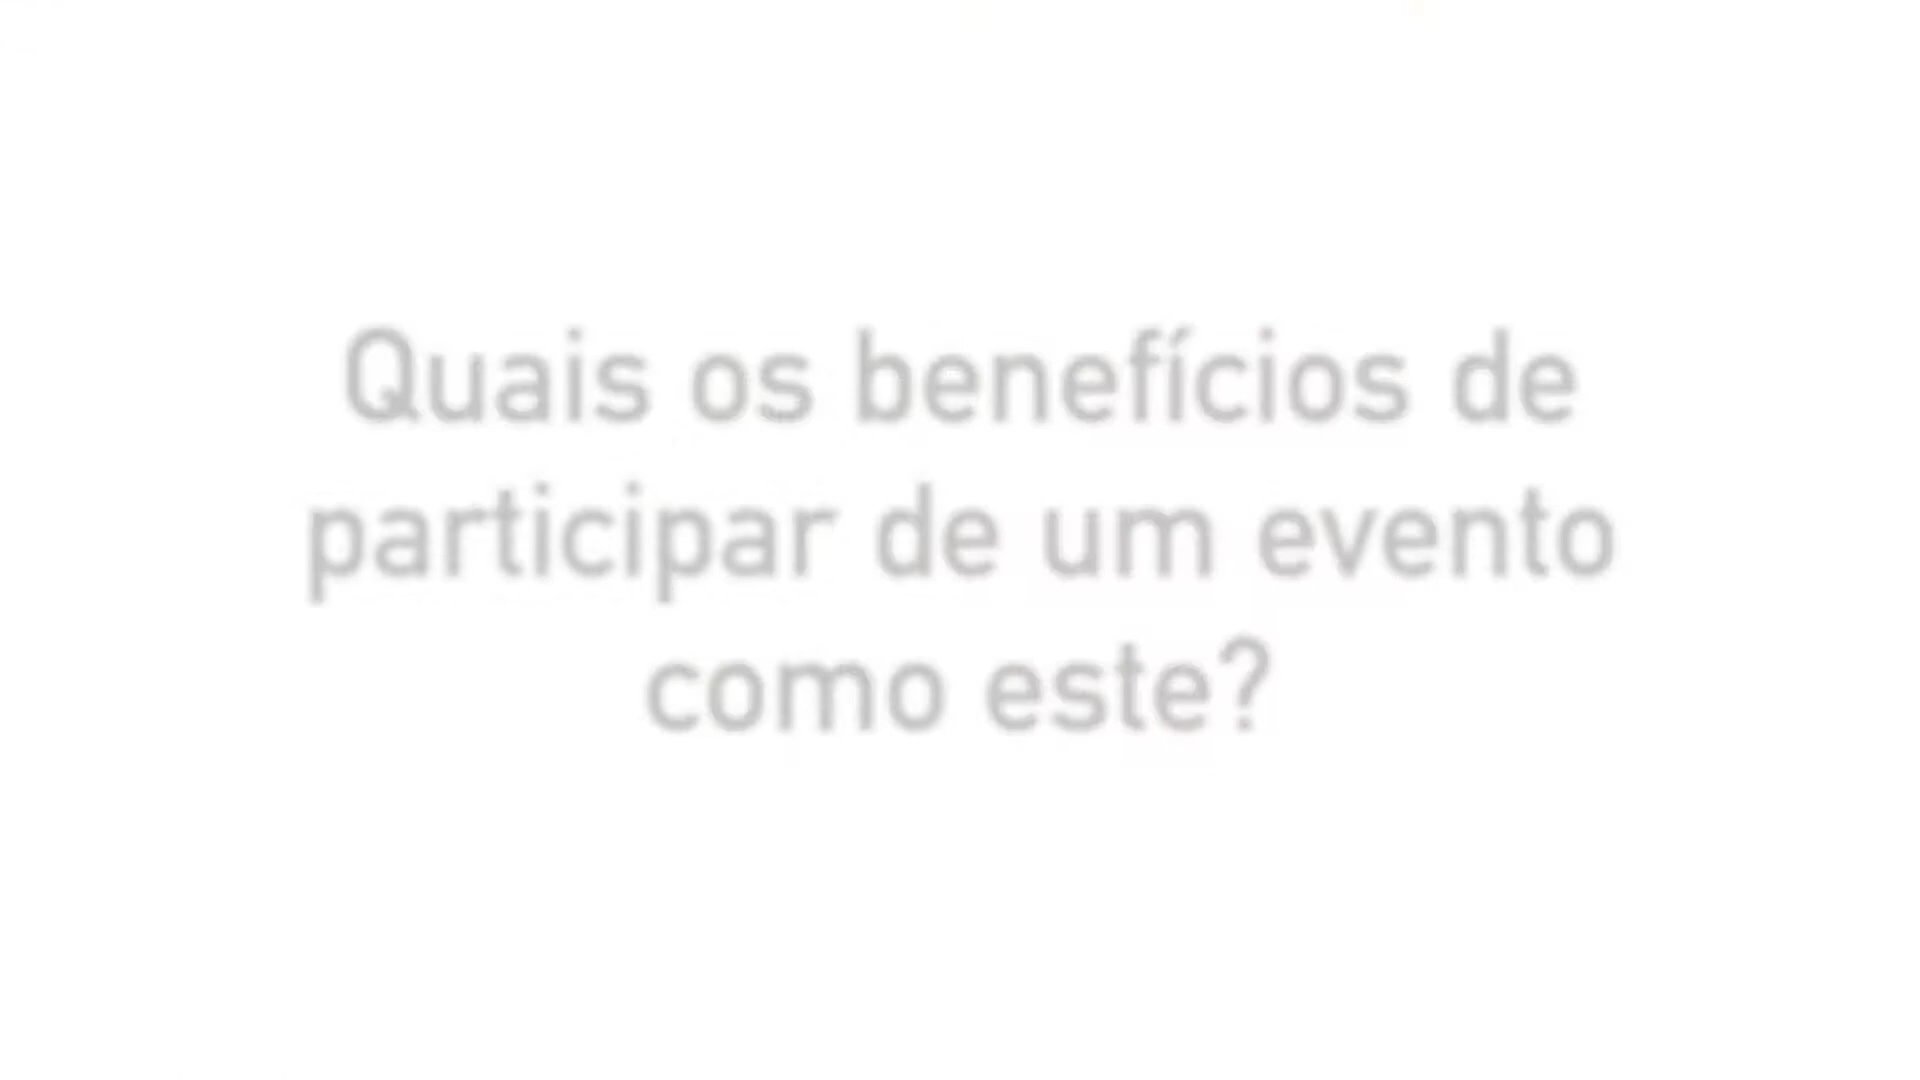 Quais os benefícios de
participar de um evento
como este?